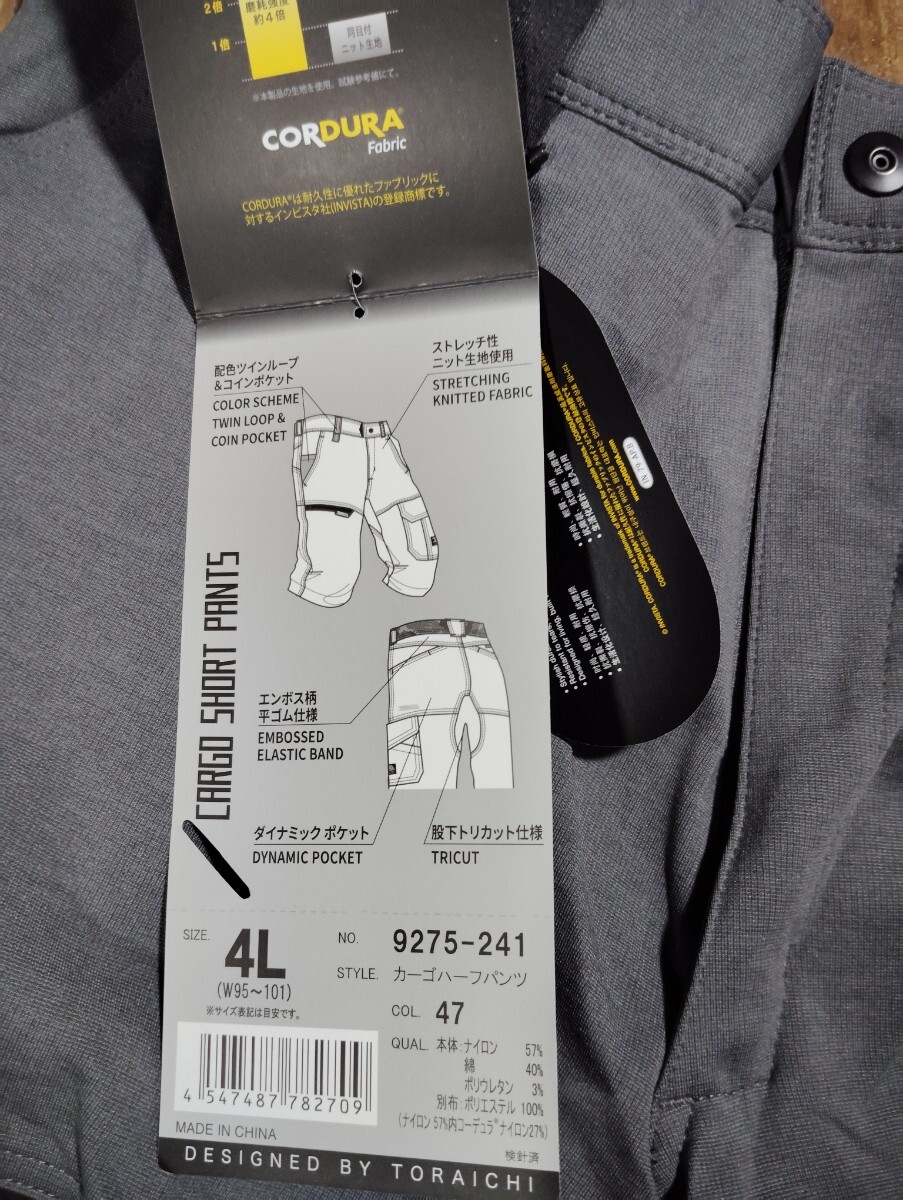 2倍
磨耗強度
約4倍
1倍
同目付
ニット生地
※本製品の生地を使用。試験参考値にて。
CORDURA®
Fabric
CORDURA®は耐久性に優れたファブリックに
対するインビスタ社(INVISTA)の登録商標です。
配色ツインループ
&コインポケット
COLOR SCHEME
TWIN LOOP &
COIN POCKET
ストレッチ性
ニット生地使用
STRETCHING
KNITTED FABRIC
CARGO SHORT PANTS
エンボス柄
平ゴム仕様
EMBOSSED
ELASTIC BAND
ダイナミック ポケット
DYNAMIC POCKET
股下トリカット仕様
TRICUT
SIZE. 4L
(W95～101)
※サイズ表記は目安です。
NO. 9275-241
STYLE. カーゴハーフパンツ
COL. 47
QUAL. 本体:ナイロン 57%
綿 40%
ポリウレタン 3%
別布:ポリエステル 100%
(ナイロン57%内コーデュラ®ナイロン27%)
4 547487 782709
MADE IN CHINA
検針済
DESIGNED BY TORAICHI
IN 79 AP8
www.CORDURA.com